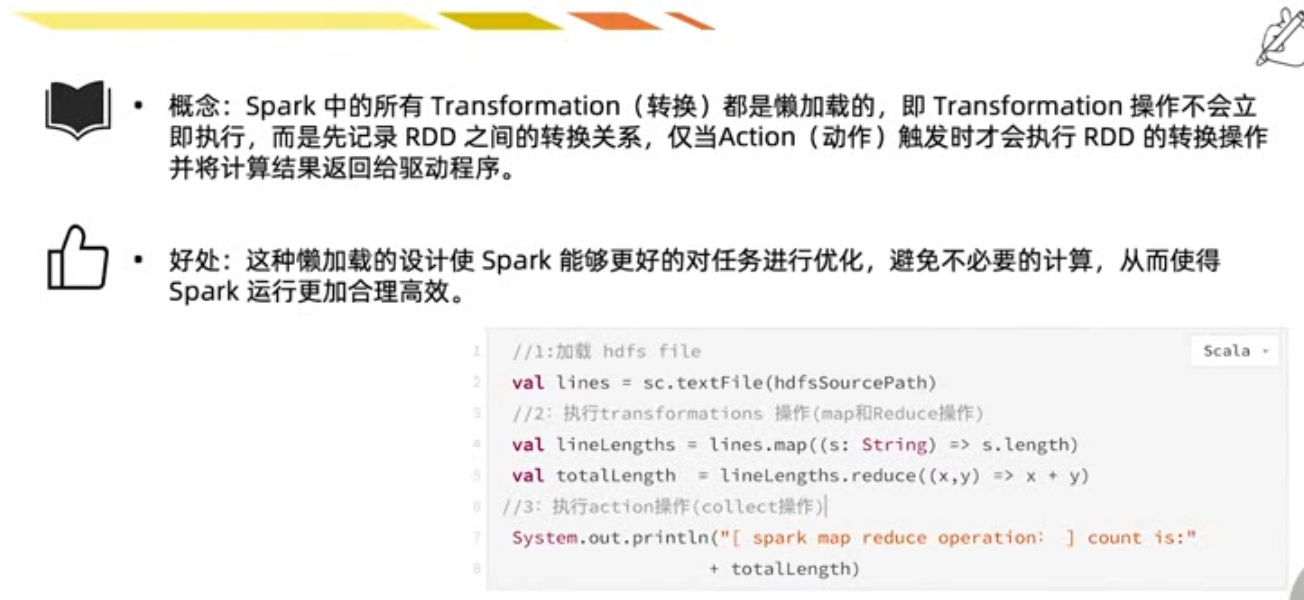 • 概念：Spark 中的所有 Transformation（转换）都是懒加载的，即 Transformation 操作不会立
即执行，而是先记录 RDD 之间的转换关系，仅当Action（动作）触发时才会执行 RDD 的转换操作
并将计算结果返回给驱动程序。
• 好处：这种懒加载的设计使 Spark 能够更好的对任务进行优化，避免不必要的计算，从而使得
Spark 运行更加合理高效。
Scala
1 //1:加载 hdfs file
2 val lines = sc.textFile(hdfsSourcePath)
3 //2: 执行transformations 操作(map和Reduce操作)
4 val lineLengths = lines.map((s: String) => s.length)
5 val totalLength  = lineLengths.reduce((x,y) => x + y)
6 //3: 执行action操作(collect操作)
7 System.out.println("[ spark map reduce operation: ] count is:"
8 + totalLength)